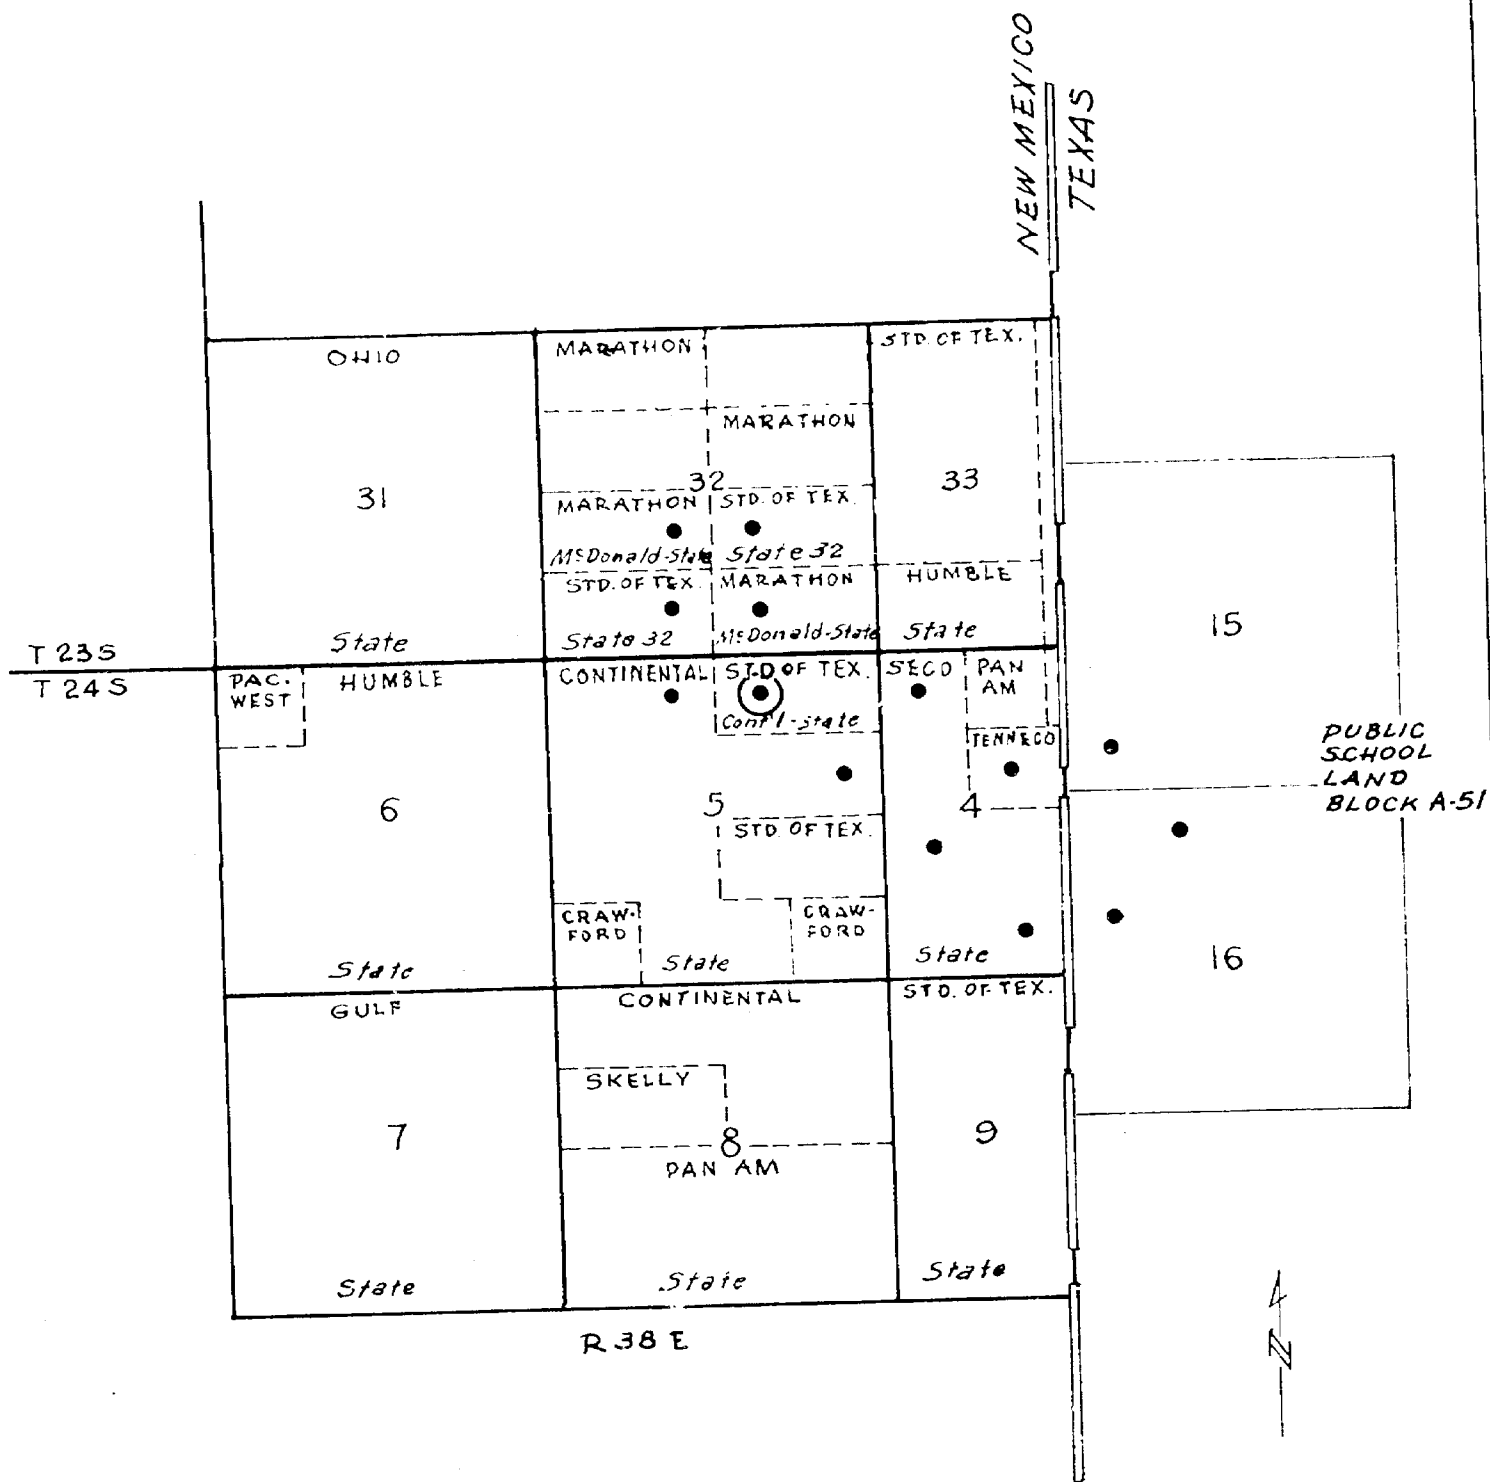 NEW MEXICO
TEXAS
OHIO
31
State
MARATHON
MARATHON
32
MARATHON
McDonald-State
STD. OF TEX.
State 32
STD. OF TEX.
State 32
MARATHON
McDonald-State
STD. OF TEX.
33
HUMBLE
State
T 23 S
T 24 S
PAC.
WEST
HUMBLE
6
State
CONTINENTAL
STD OF TEX.
Cont'l-state
5
STD. OF TEX.
CRAW-
FORD
State
CRAW-
FORD
SECO
PAN
AM
TENNECO
4
State
15
PUBLIC
SCHOOL
LAND
BLOCK A-51
16
GULF
7
State
CONTINENTAL
SKELLY
8
PAN AM
State
STD. OF TEX.
9
State
R 38 E
N